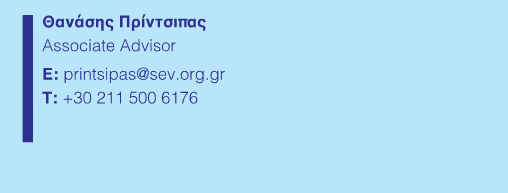 Θανάσης Πρίντσιπας
Associate Advisor
E: printsipas@sev.org.gr
T: +30 211 500 6176